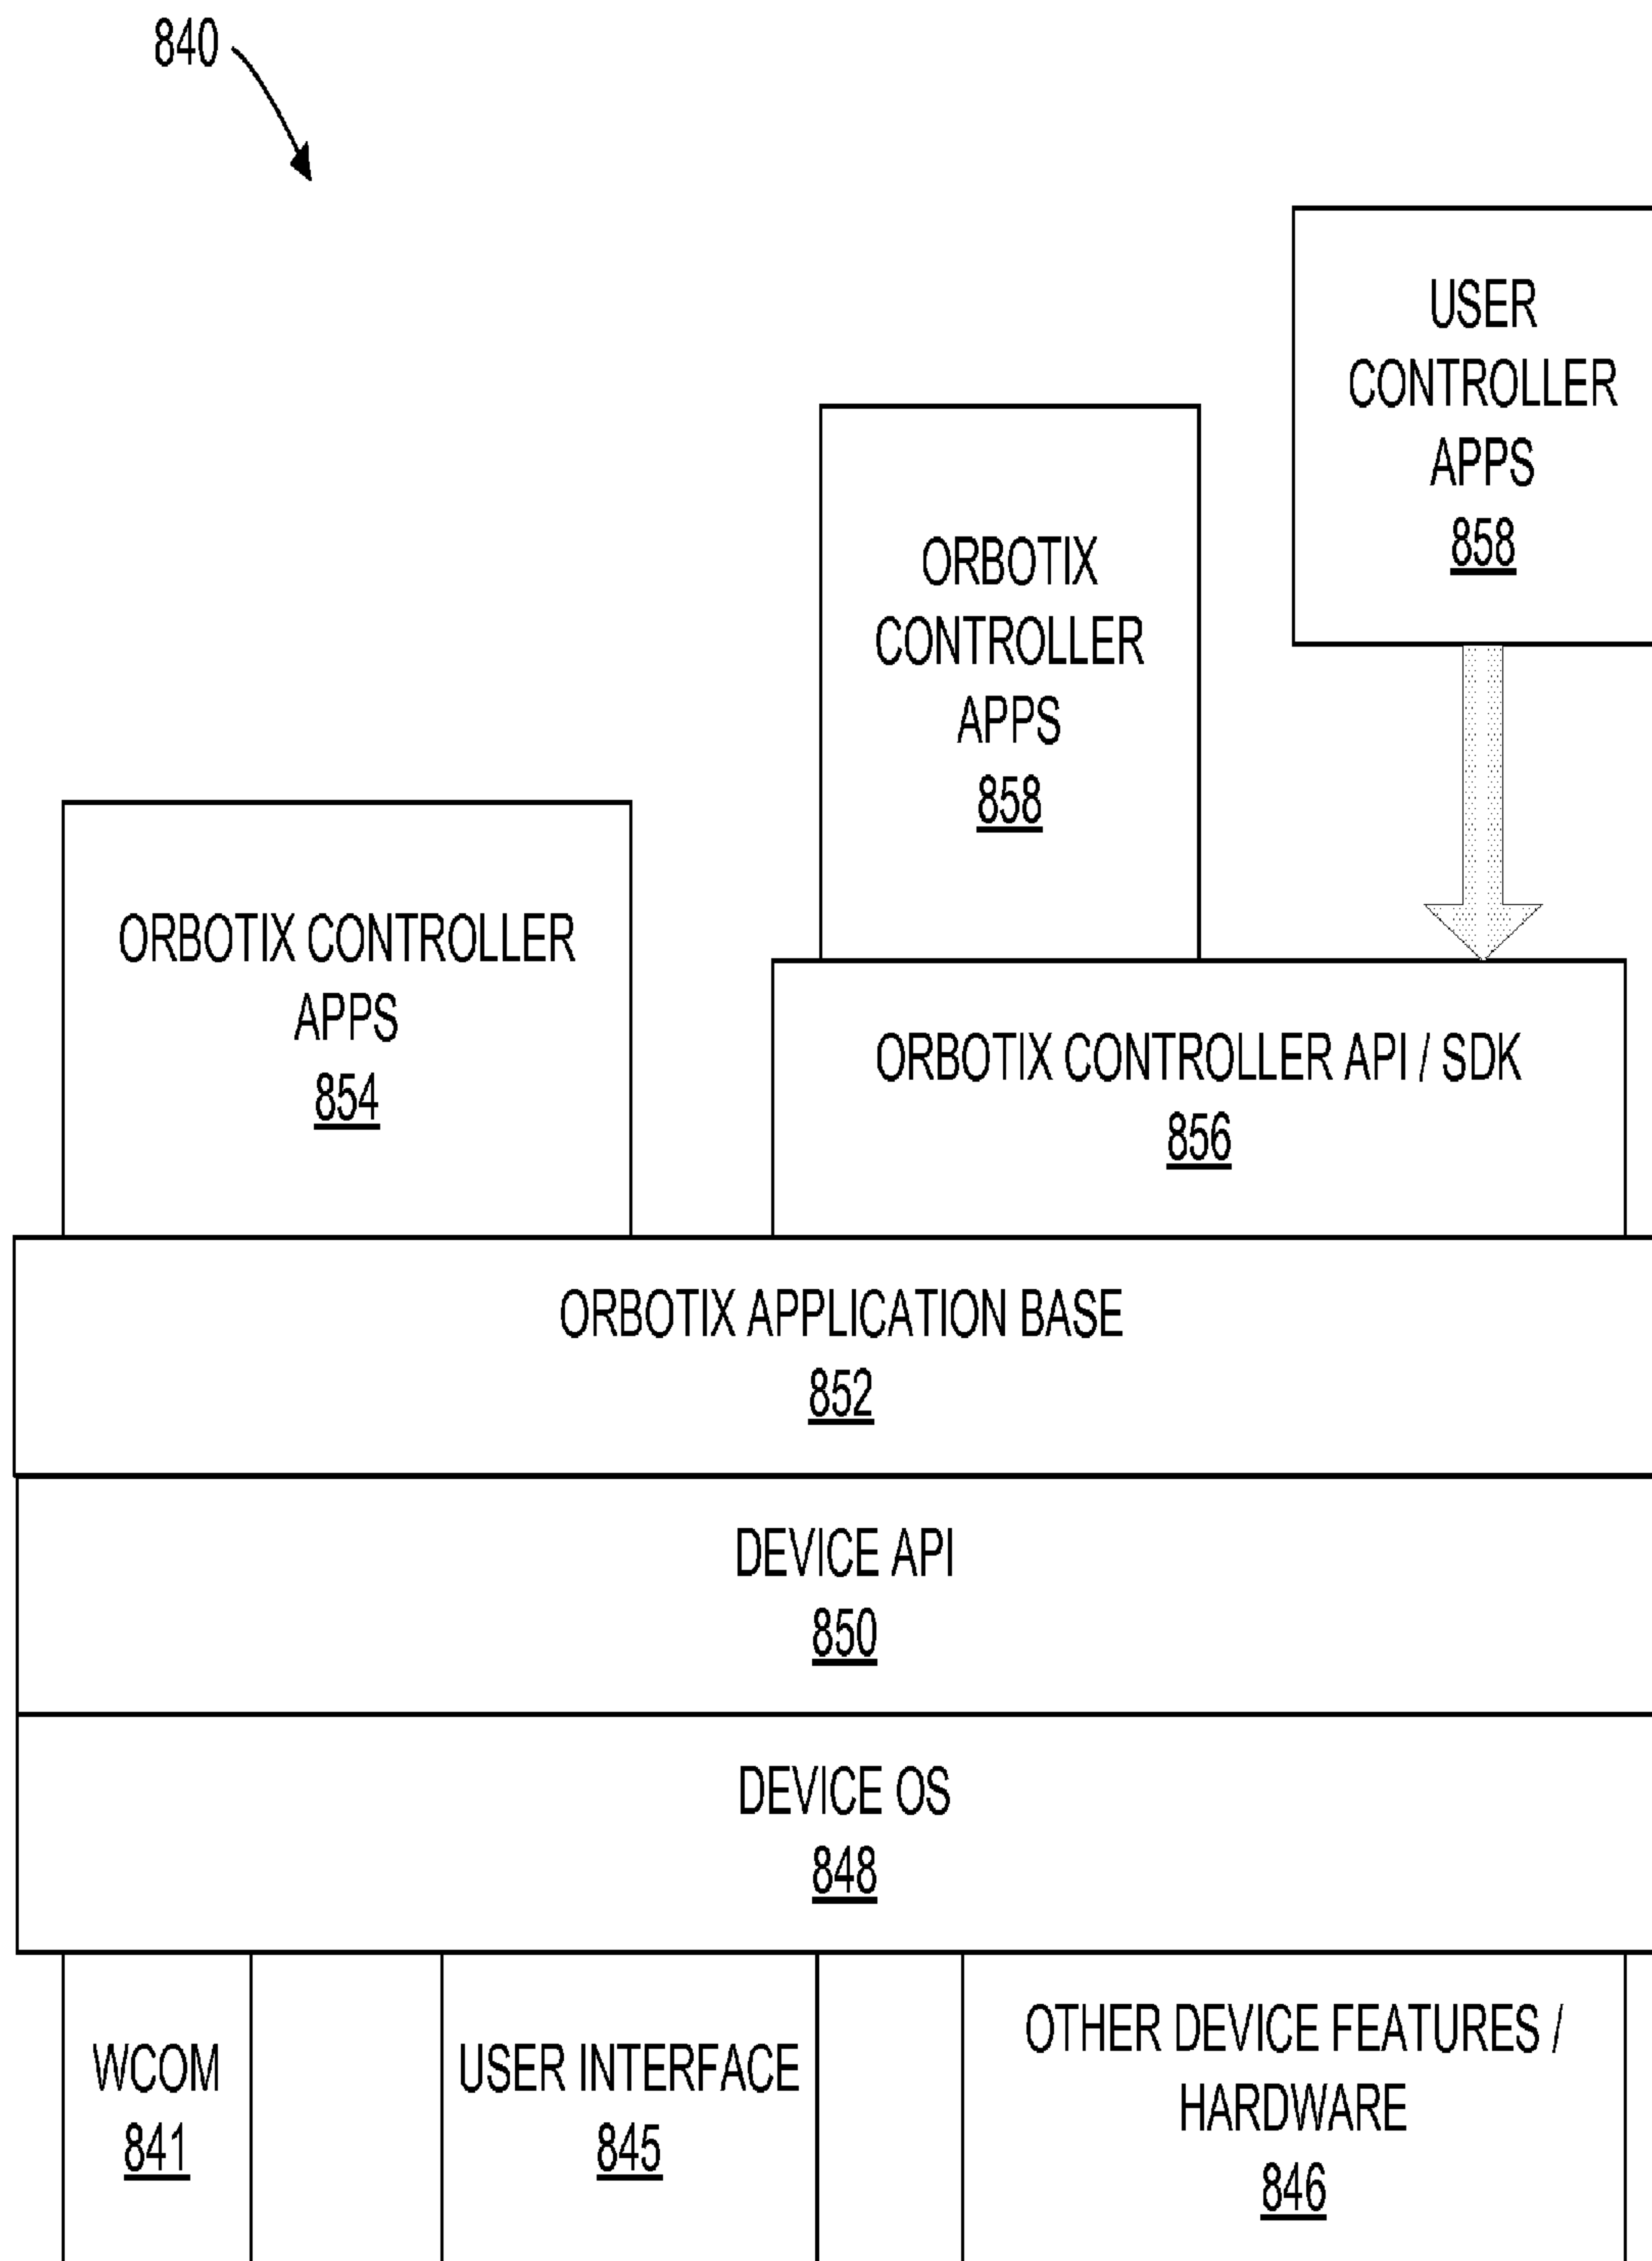 840
USER
CONTROLLER
APPS
858
ORBOTIX
CONTROLLER
APPS
858
ORBOTIX CONTROLLER
APPS
854
ORBOTIX CONTROLLER API / SDK
856
ORBOTIX APPLICATION BASE
852
DEVICE API
850
DEVICE OS
848
WCOM
841
USER INTERFACE
845
OTHER DEVICE FEATURES /
HARDWARE
846